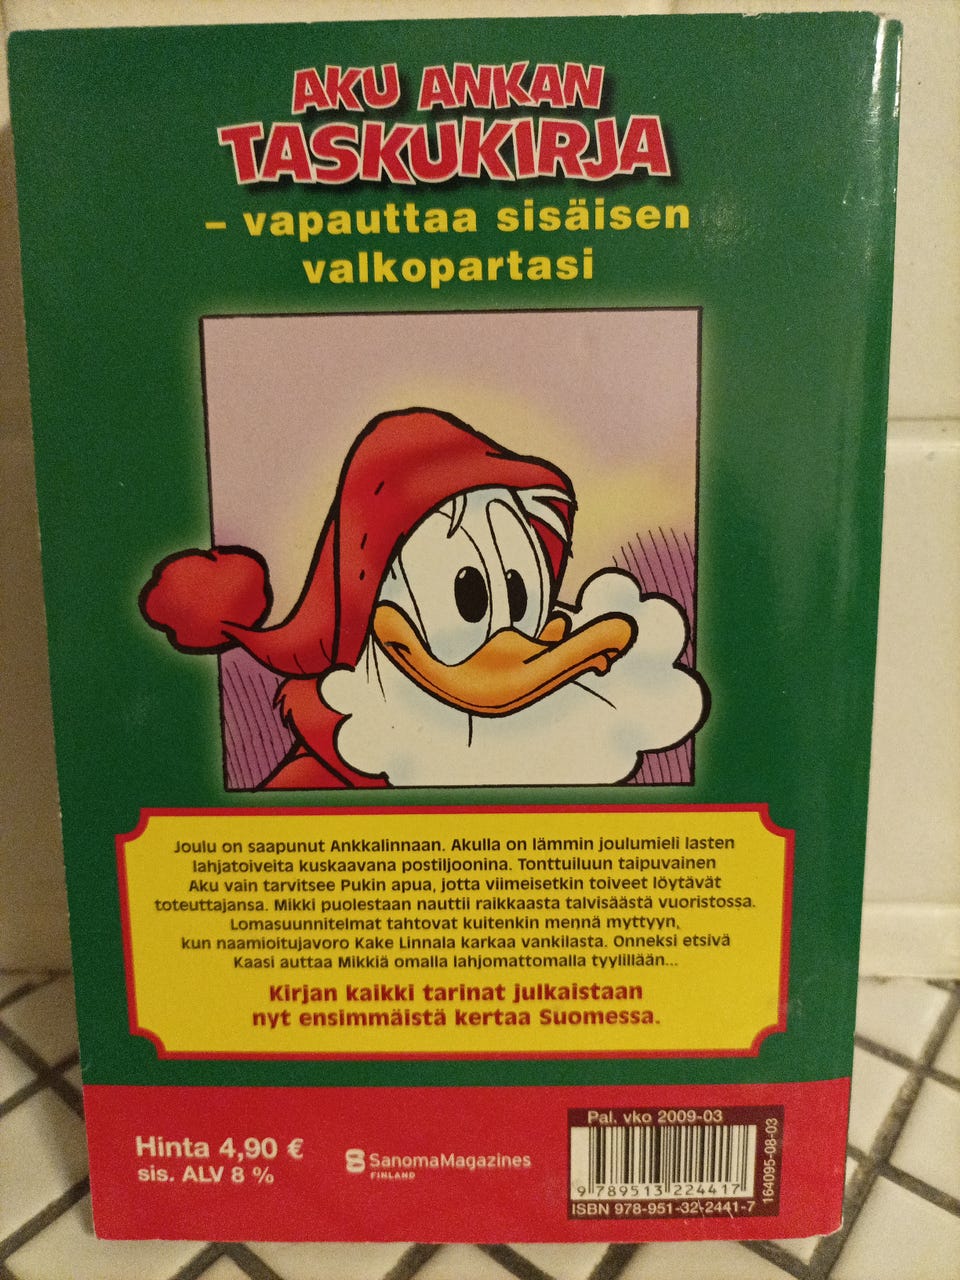 AKU ANKAN
TASKUKIRJA
– vapauttaa sisäisen
valkopartasi
Joulu on saapunut Ankkalinnaan. Akulla on lämmin joulumieli lasten
lahjatoiveita kuskaavana postiljoonina. Tonttuiluun taipuvainen
Aku vain tarvitsee Pukin apua, jotta viimeisetkin toiveet löytävät
toteuttajansa. Mikki puolestaan nauttii raikkaasta talvisäästä vuoristossa.
Lomasuunnitelmat tahtovat kuitenkin mennä myttyyn,
kun naamioitujavoro Kake Linnala karkaa vankilasta. Onneksi etsivä
Kaasi auttaa Mikkiä omalla lahjomattomalla tyylillään...
Kirjan kaikki tarinat julkaistaan
nyt ensimmäistä kertaa Suomessa.
Hinta 4,90 €
sis. ALV 8 %
SanomaMagazines
FINLAND
Pal. vko 2009-03
9 789513 224417
ISBN 978-951-32-2441-7
164095-08-03